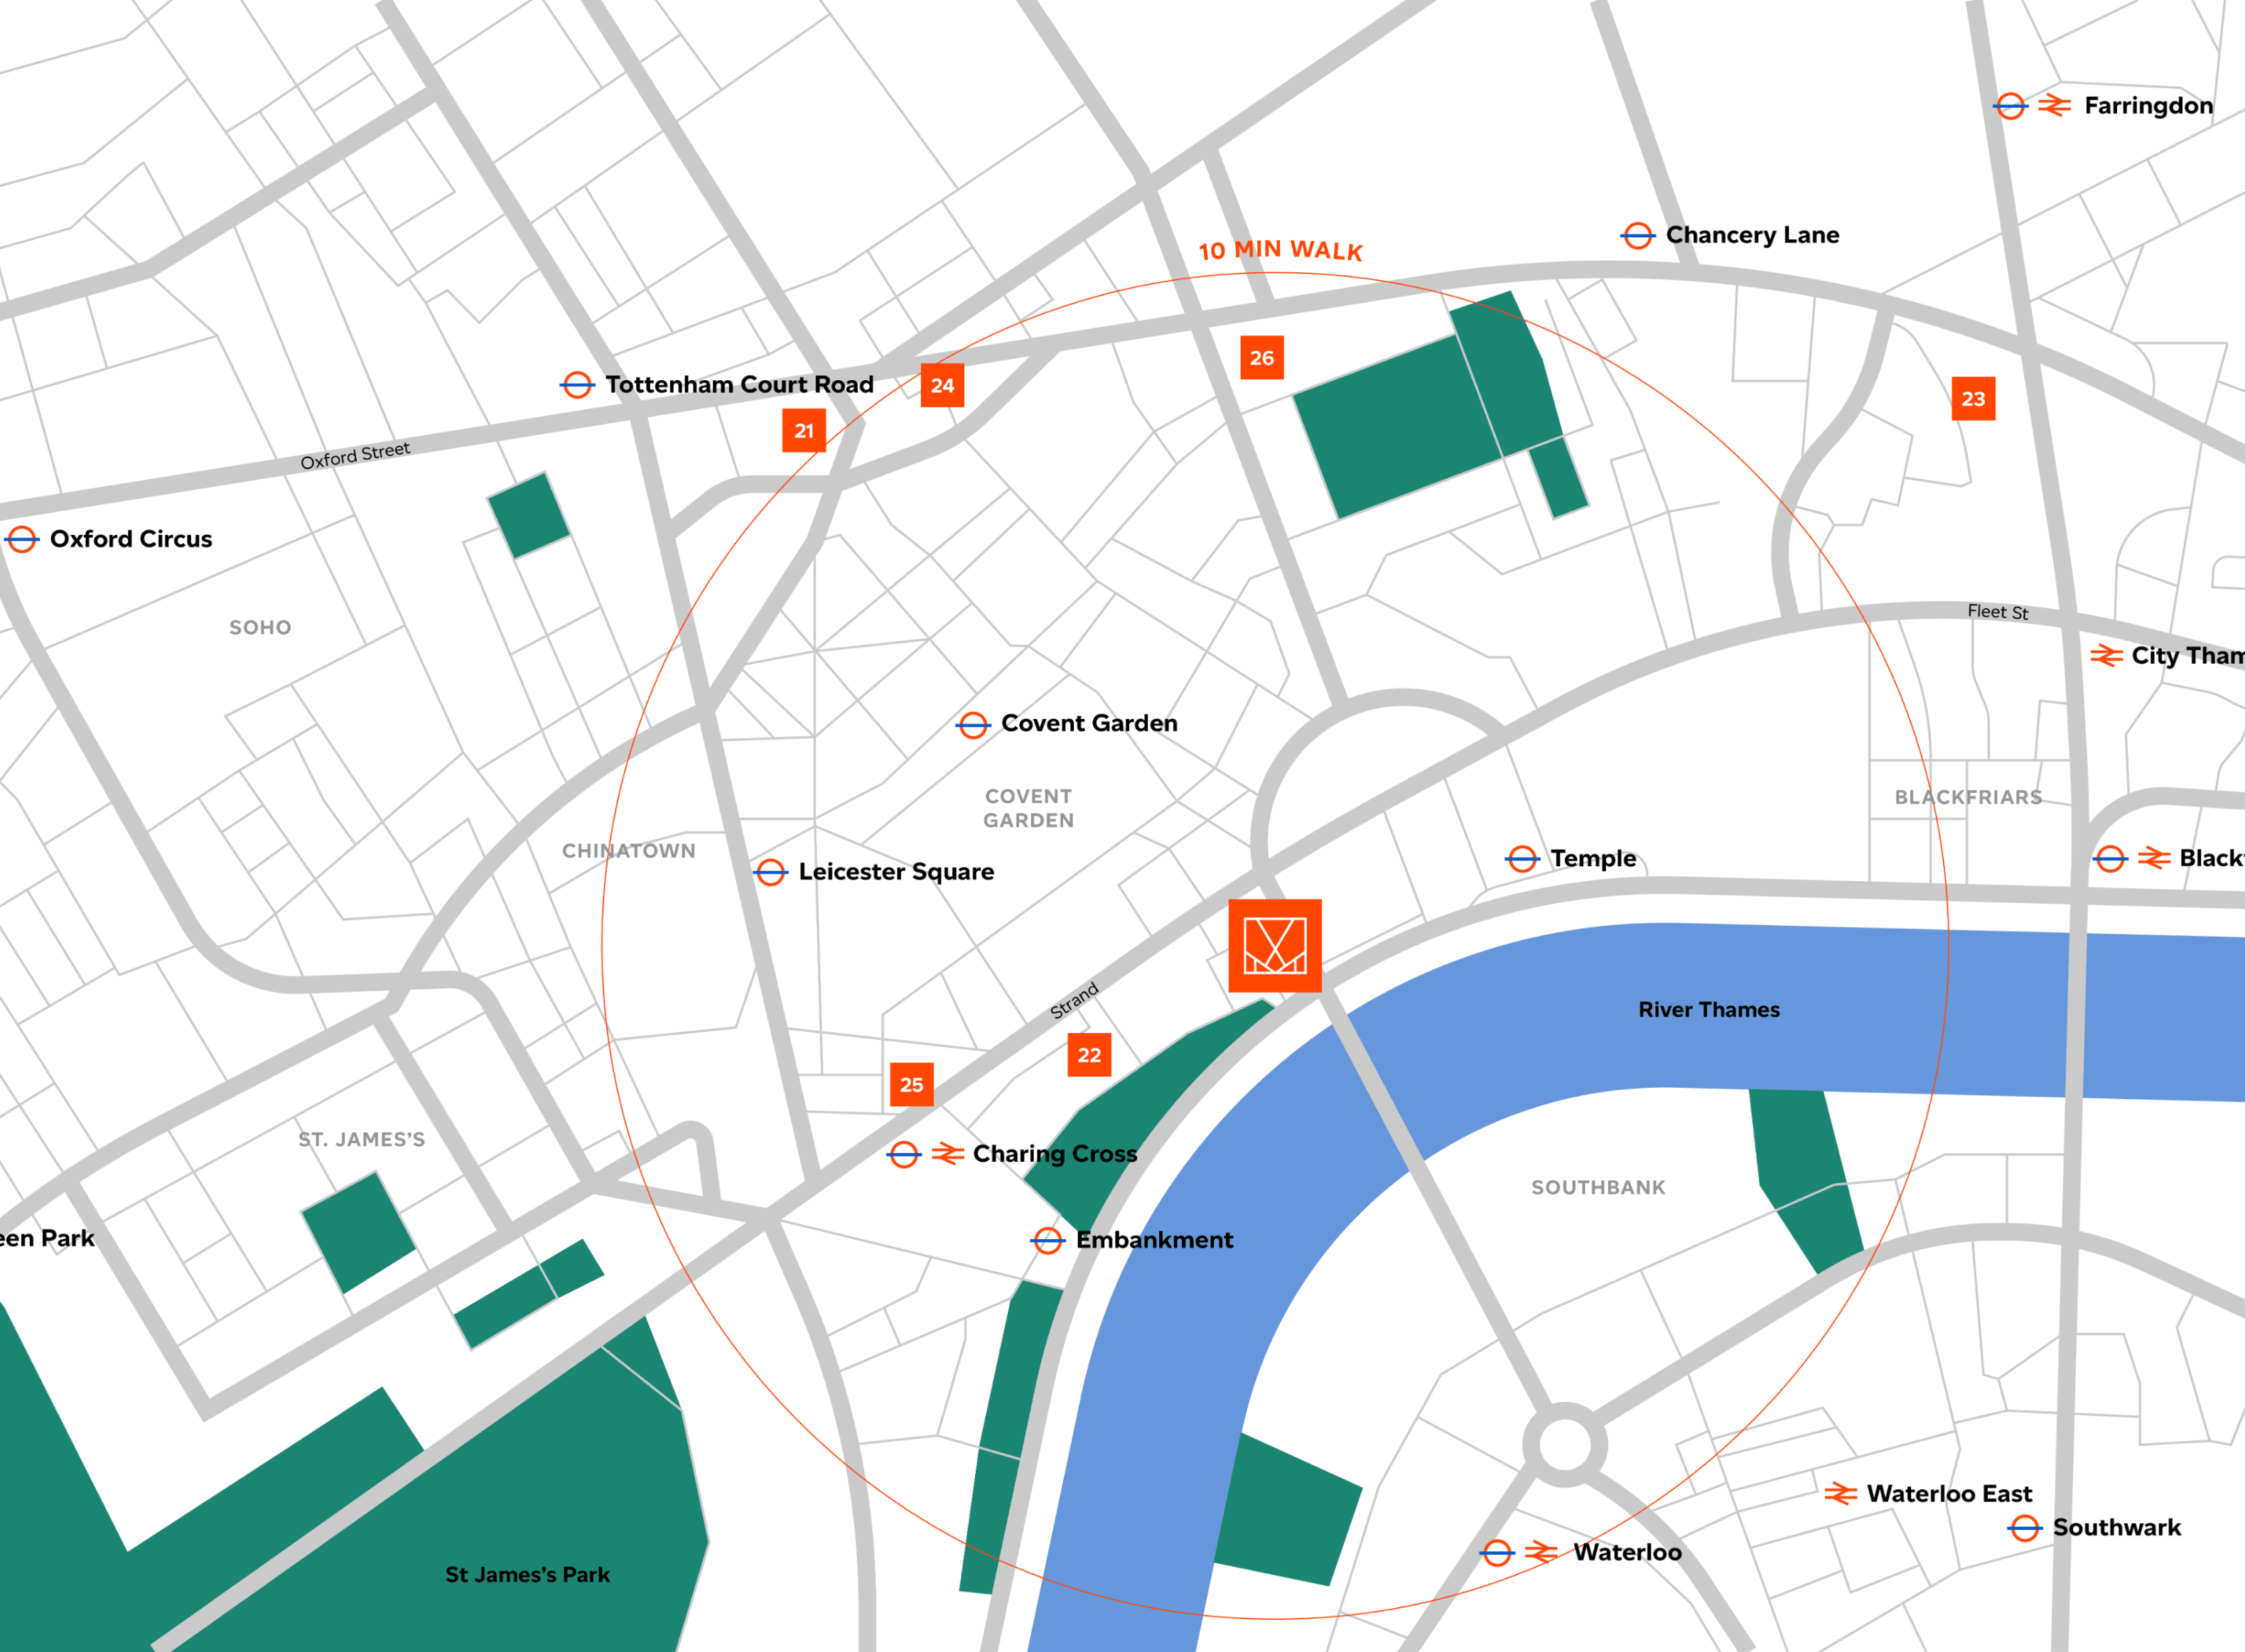 Farringdon
Chancery Lane
10 MIN WALK
26
Tottenham Court Road
24
23
21
Oxford Street
Oxford Circus
SOHO
Fleet St
City Tham
Covent Garden
COVENT
GARDEN
BLACKFRIARS
CHINATOWN
Leicester Square
Temple
Black
Strand
River Thames
22
25
ST. JAMES'S
Charing Cross
SOUTHBANK
een Park
Embankment
Waterloo East
Southwark
Waterloo
St James's Park